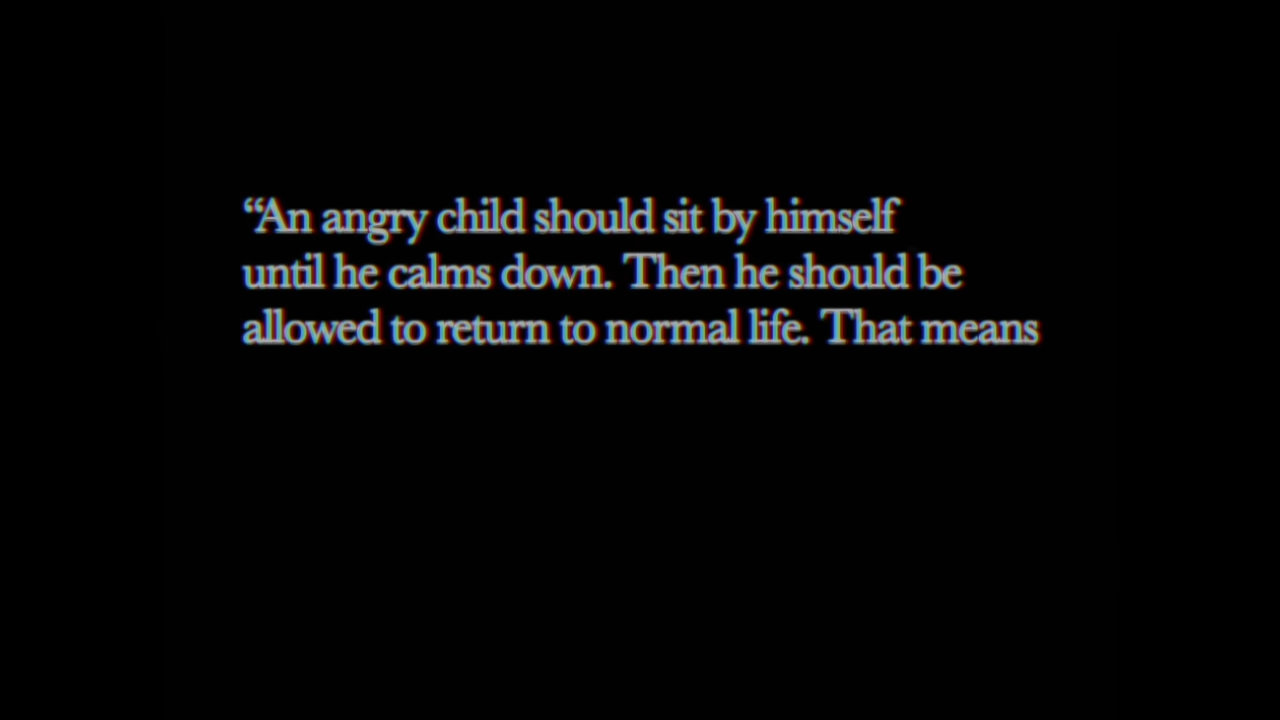 “An angry child should sit by himself
until he calms down. Then he should be
allowed to return to normal life. That means